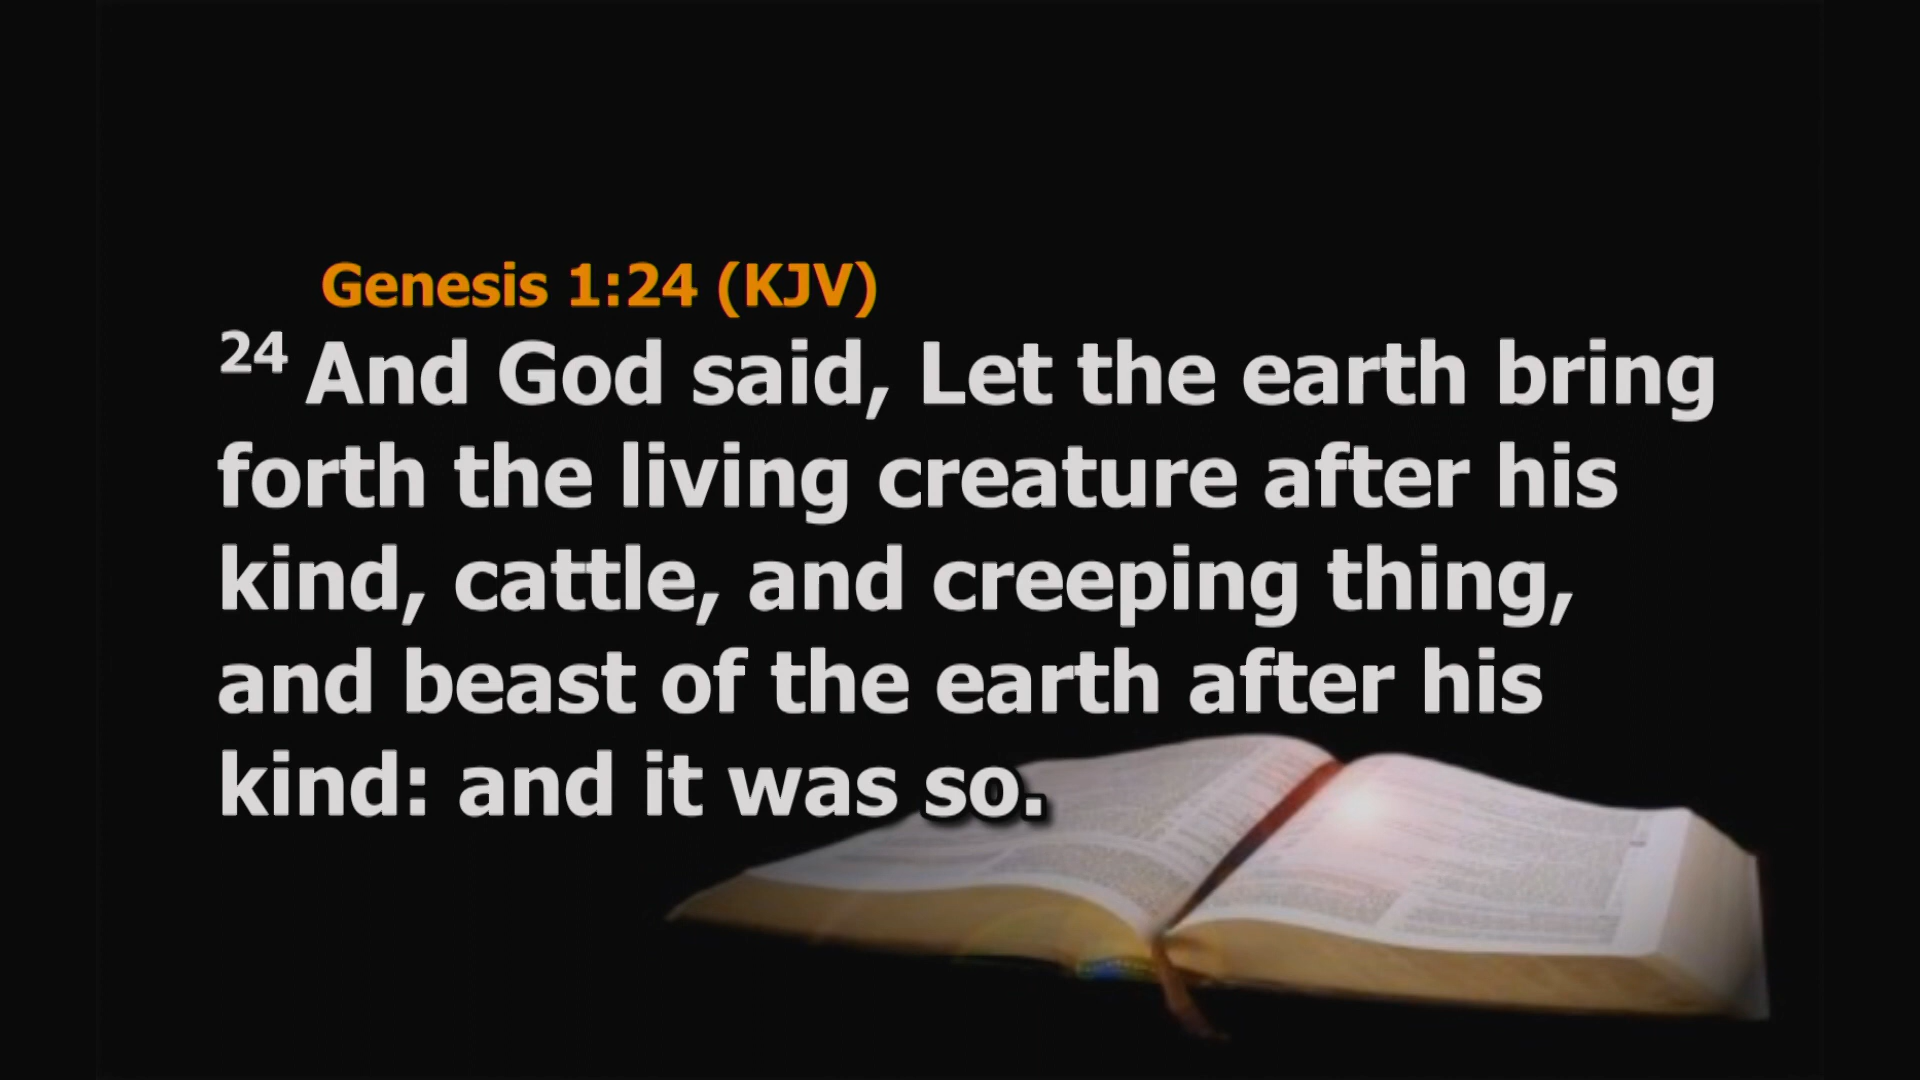 Genesis 1:24 (KJV)
24 And God said, Let the earth bring
forth the living creature after his
kind, cattle, and creeping thing,
and beast of the earth after his
kind: and it was so.